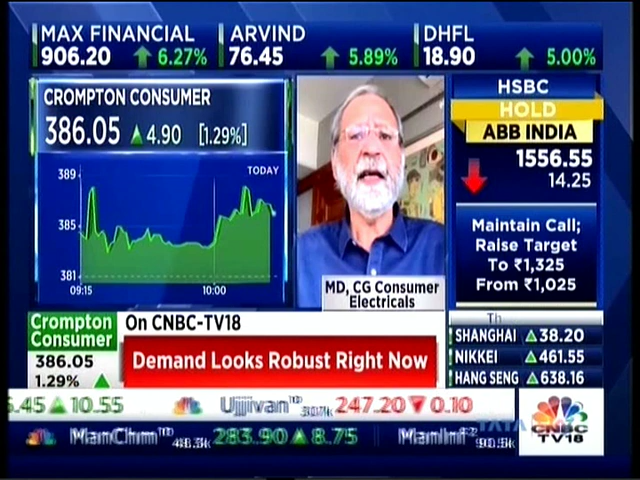 MAX FINANCIAL
906.20 6.27%
ARVIND
76.45 5.89%
DHFL
18.90 5.00%
CROMPTON CONSUMER
386.05 4.90 [1.29%]
TODAY
389
385
381
09:15 10:00
MD, CG Consumer
Electricals
HSBC
HOLD
ABB INDIA
1556.55
14.25
Maintain Call;
Raise Target
To ₹1,325
From ₹1,025
Crompton
Consumer
386.05
1.29%
On CNBC-TV18
Demand Looks Robust Right Now
SHANGHAI 38.20
NIKKEI 461.55
HANG SENG 638.16
.45 10.55 Ujjivan 247.20 0.10
283.90 8.75
CNBC
TV18